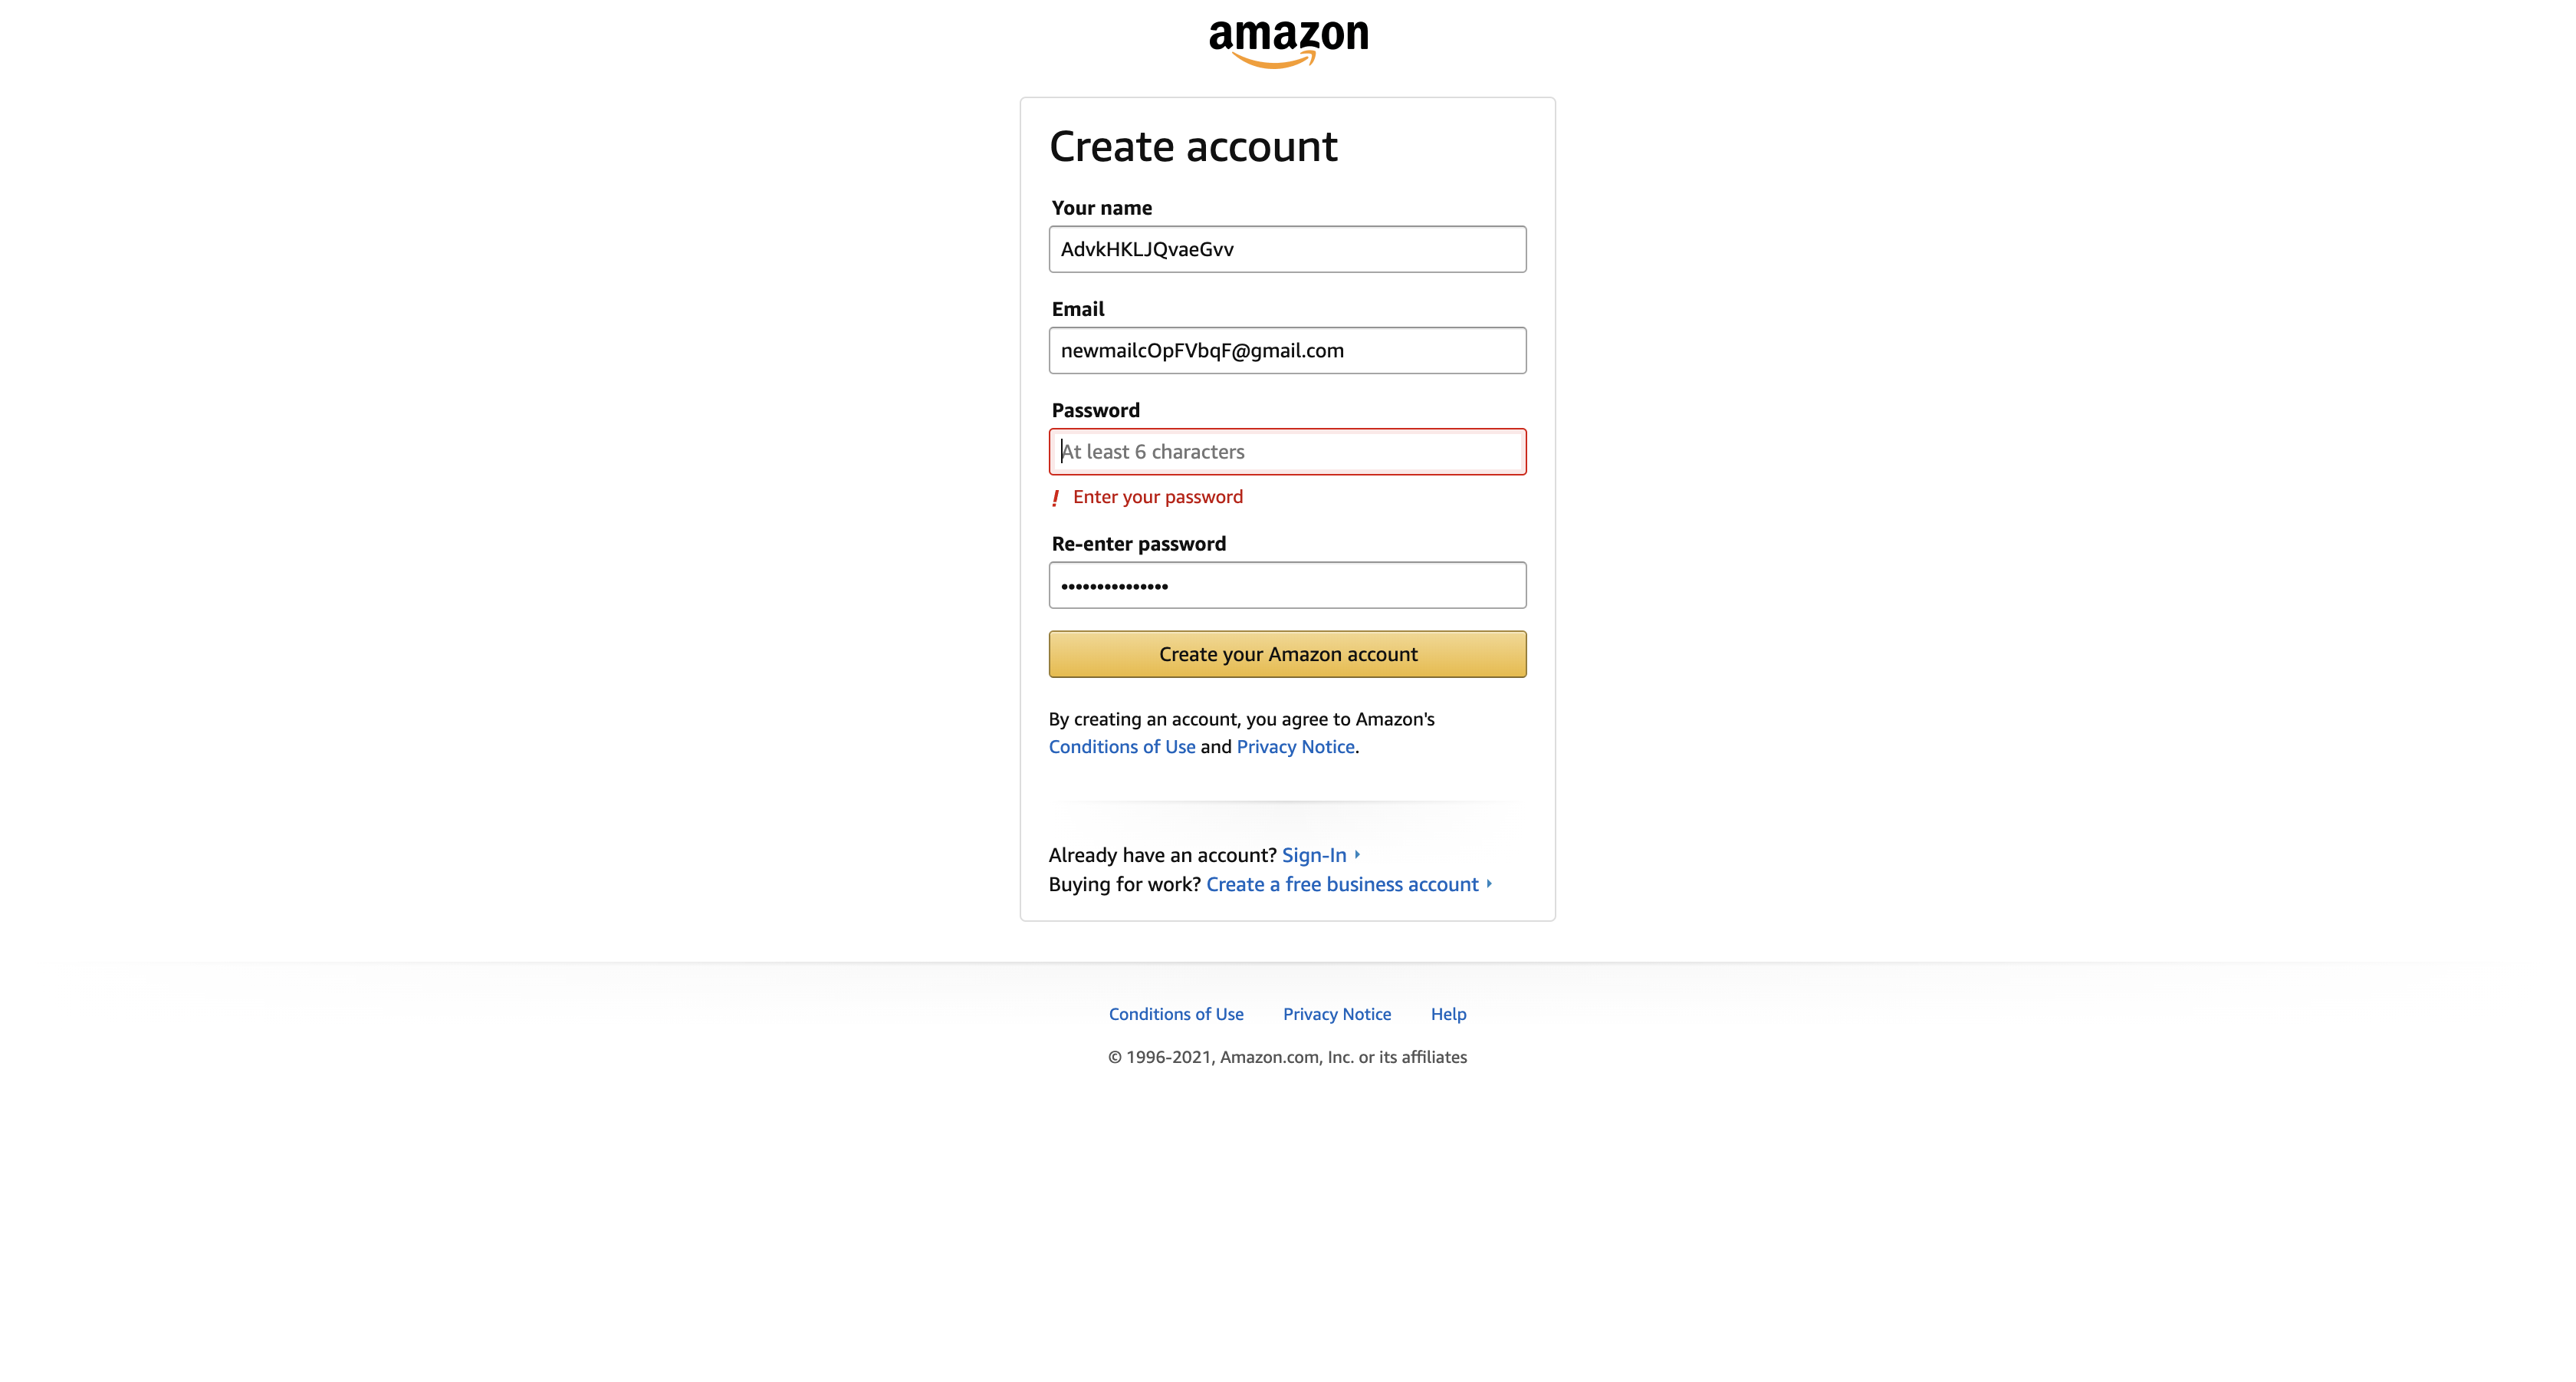 amazon
Create account
Your name
AdvkHKLJQvaeGvv
Email
newmailcOpFVbqF@gmail.com
Password
At least 6 characters
! Enter your password
Re-enter password
•••••••••••••••
Create your Amazon account
By creating an account, you agree to Amazon's
Conditions of Use and Privacy Notice.
Already have an account? Sign-In
Buying for work? Create a free business account
Conditions of Use Privacy Notice Help
© 1996-2021, Amazon.com, Inc. or its affiliates